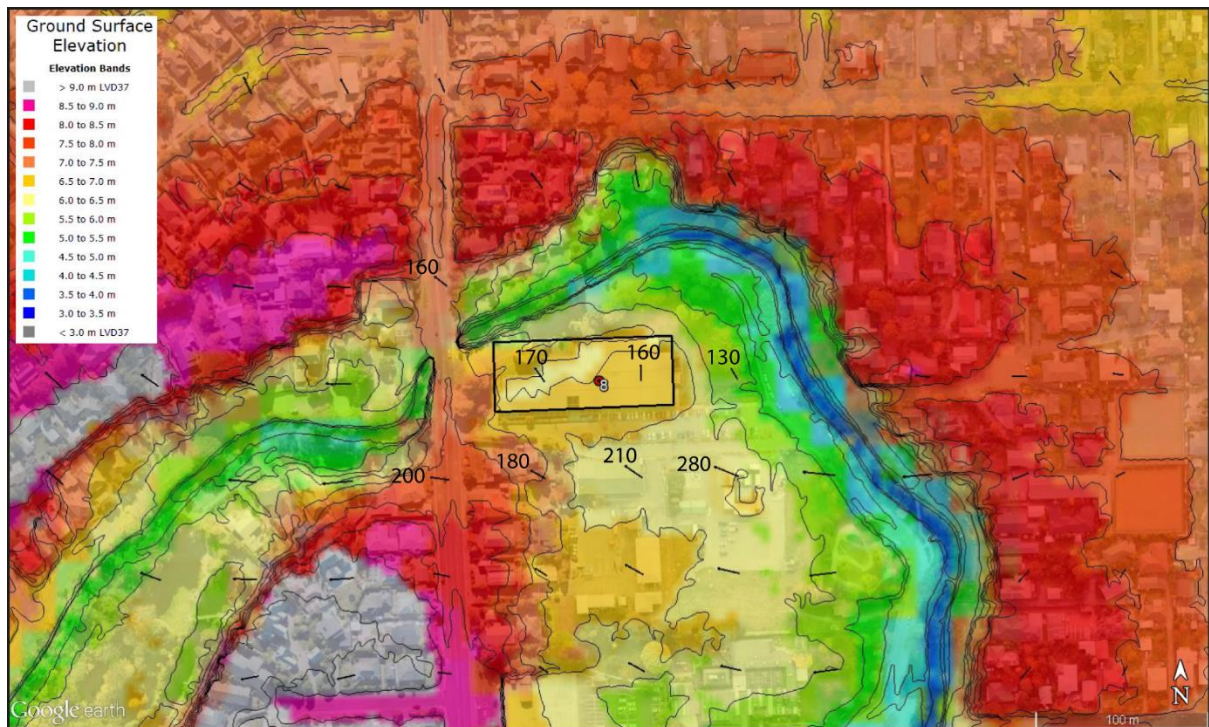 Ground Surface
Elevation
Elevation Bands
> 9.0 m LVD37
8.5 to 9.0 m
8.0 to 8.5 m
7.5 to 8.0 m
7.0 to 7.5 m
6.5 to 7.0 m
6.0 to 6.5 m
5.5 to 6.0 m
5.0 to 5.5 m
4.5 to 5.0 m
4.0 to 4.5 m
3.5 to 4.0 m
3.0 to 3.5 m
< 3.0 m LVD37
160
170
160
130
8
180
210
280
200
N
Google earth
100 m